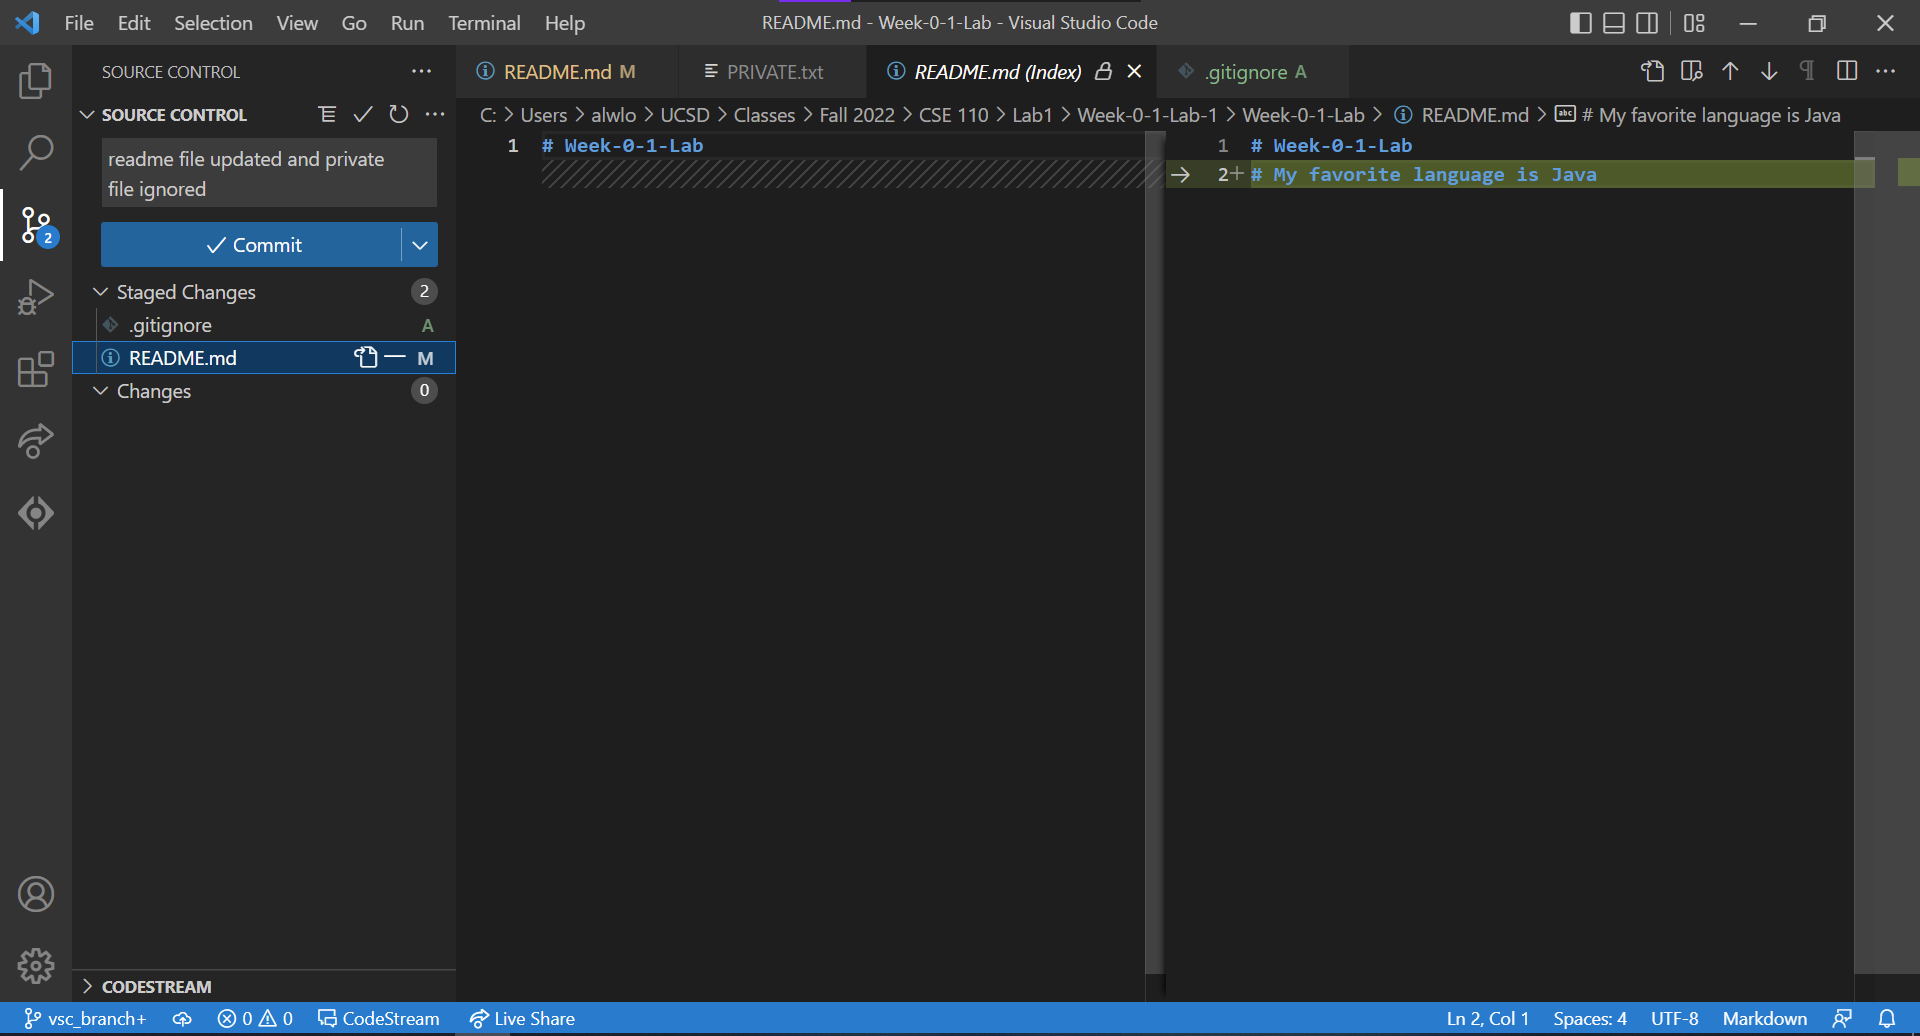 File Edit Selection View Go Run Terminal Help
README.md - Week-0-1-Lab - Visual Studio Code
SOURCE CONTROL
README.md M
PRIVATE.txt
README.md (Index)
.gitignore A
SOURCE CONTROL
C: > Users > alwlo > UCSD > Classes > Fall 2022 > CSE 110 > Lab1 > Week-0-1-Lab-1 > Week-0-1-Lab > README.md > abc # My favorite language is Java
readme file updated and private
file ignored
Commit
2
Staged Changes 2
.gitignore A
README.md M
Changes 0
1 # Week-0-1-Lab
1 # Week-0-1-Lab
2+ # My favorite language is Java
CODESTREAM
vsc_branch+ 0 0 CodeStream Live Share
Ln 2, Col 1 Spaces: 4 UTF-8 Markdown